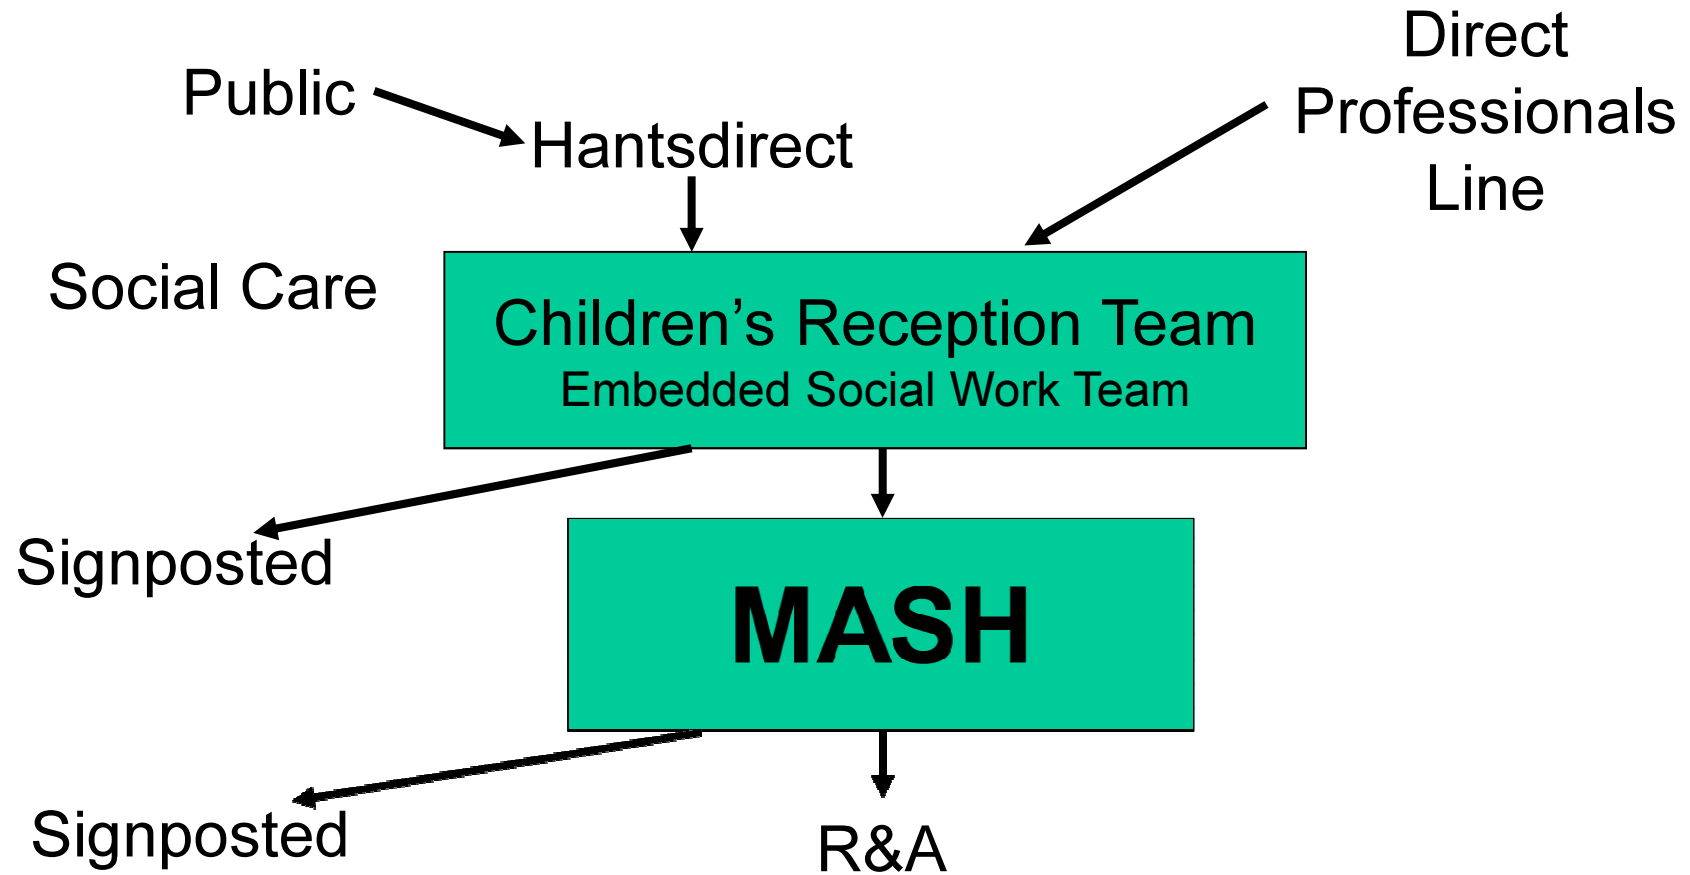 Direct
Professionals
Line
Public
Hantsdirect
Social Care
Children’s Reception Team
Embedded Social Work Team
Signposted
MASH
Signposted
R&A